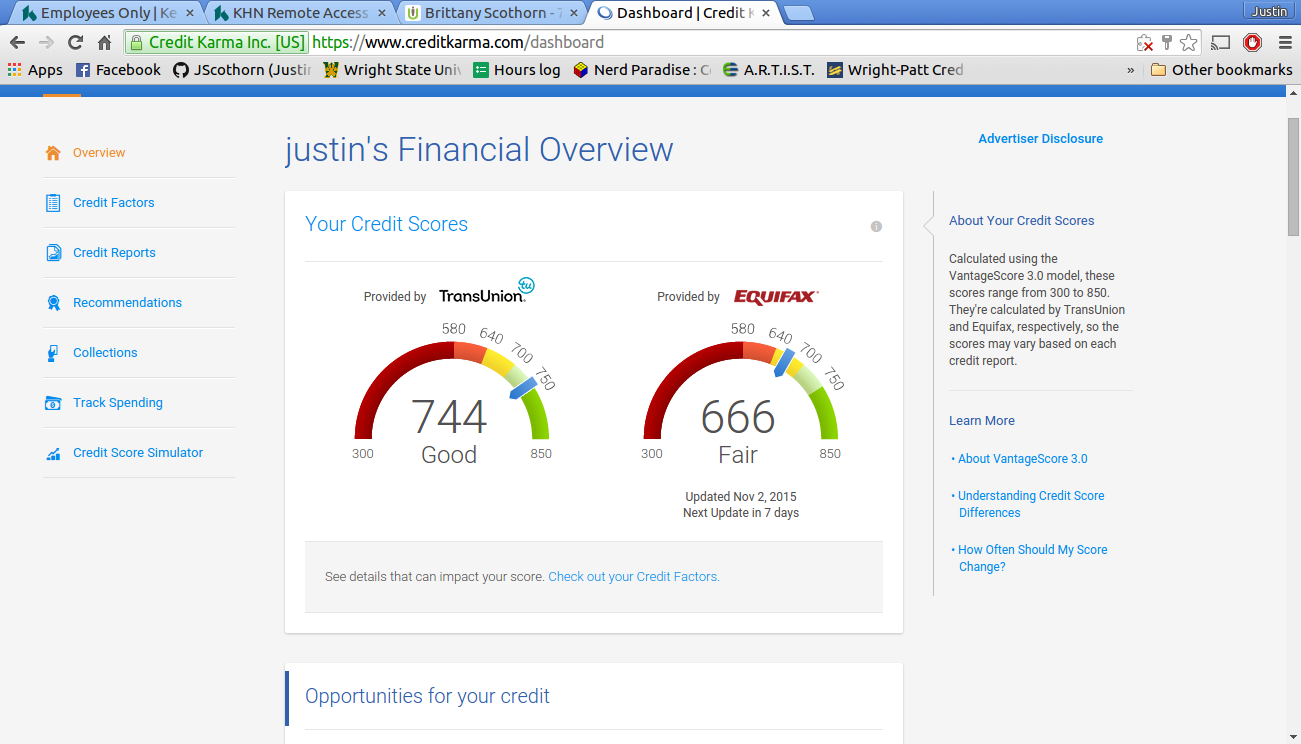 Employees Only | Ke
KHN Remote Access
Brittany Scothorn - 7
Dashboard | Credit K
Justin
Credit Karma Inc. [US]
https://www.creditkarma.com/dashboard
Apps
Facebook
JScothorn (Justin
Wright State Univ
Hours log
Nerd Paradise : C
A.R.T.I.S.T.
Wright-Patt Cred
»
Other bookmarks
Overview
Credit Factors
Credit Reports
Recommendations
Collections
Track Spending
Credit Score Simulator
justin's Financial Overview
Your Credit Scores
Provided by TransUnion. tu
580
640
700
750
744
Good
300
850
Provided by EQUIFAX
580
640
700
750
666
Fair
300
850
Updated Nov 2, 2015
Next Update in 7 days
See details that can impact your score. Check out your Credit Factors.
Opportunities for your credit
Advertiser Disclosure
About Your Credit Scores
Calculated using the
VantageScore 3.0 model, these
scores range from 300 to 850.
They're calculated by TransUnion
and Equifax, respectively, so the
scores may vary based on each
credit report.
Learn More
• About VantageScore 3.0
• Understanding Credit Score
Differences
• How Often Should My Score
Change?